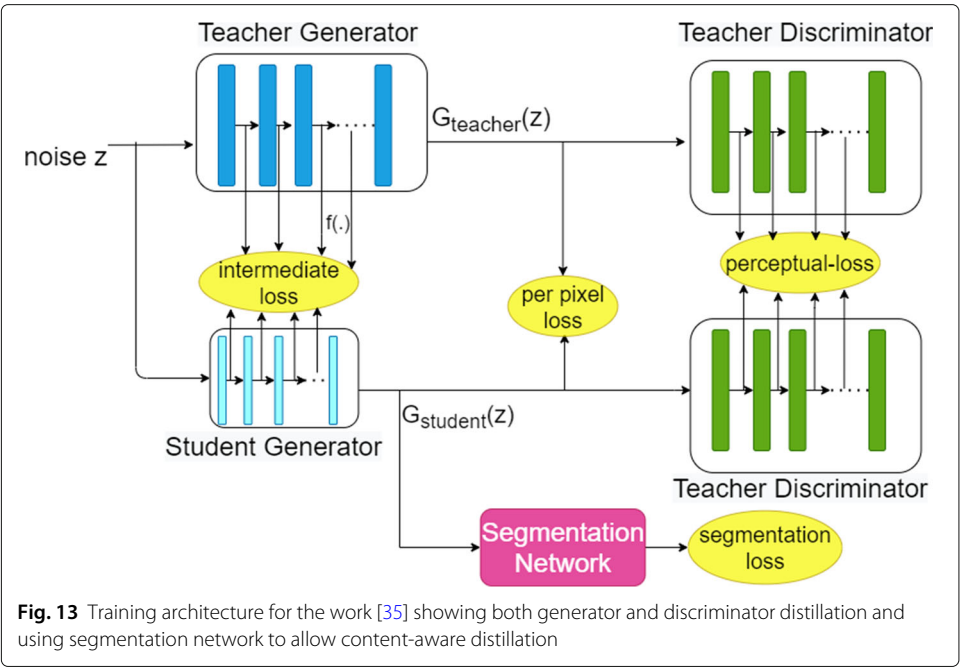 Teacher Generator
Teacher Discriminator
noise z
G_teacher(z)
f(.)
intermediate
loss
per pixel
loss
perceptual-loss
G_student(z)
Student Generator
Teacher Discriminator
Segmentation
Network
segmentation
loss
Fig. 13 Training architecture for the work [35] showing both generator and discriminator distillation and
using segmentation network to allow content-aware distillation